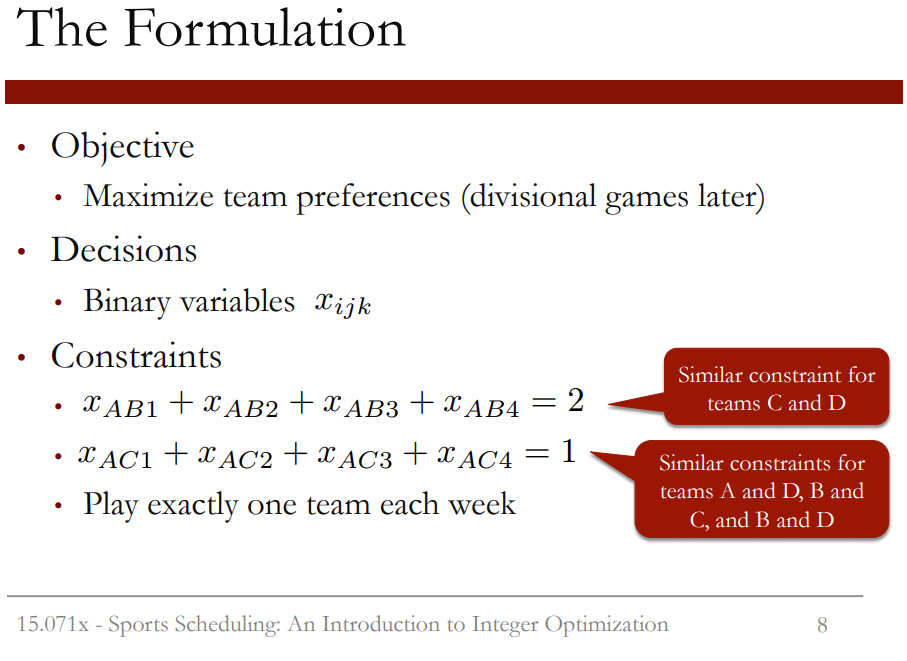 The Formulation
• Objective
• Maximize team preferences (divisional games later)
• Decisions
• Binary variables x_{ijk}
• Constraints
• x_{AB1} + x_{AB2} + x_{AB3} + x_{AB4} = 2
Similar constraint for
teams C and D
• x_{AC1} + x_{AC2} + x_{AC3} + x_{AC4} = 1
Similar constraints for
teams A and D, B and
C, and B and D
• Play exactly one team each week
15.071x - Sports Scheduling: An Introduction to Integer Optimization
8